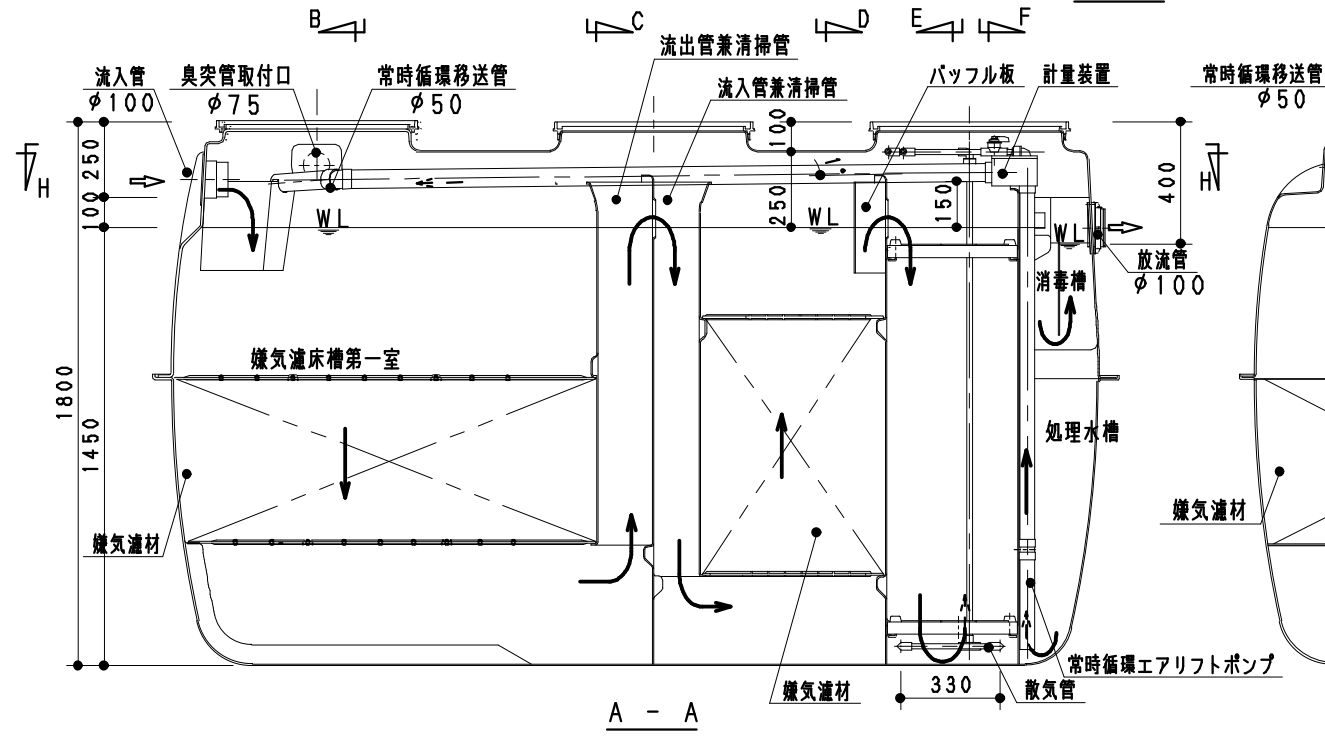 B
C
D
E
F
流出管兼清掃管
流入管
φ100
臭突管取付口
φ75
常時循環移送管
φ50
流入管兼清掃管
バッフル板
計量装置
常時循環移送管
φ50
100
250
H
400
H
100
250
150
WL
WL
WL
放流管
φ100
消毒槽
嫌気濾床槽第一室
1800
1450
処理水槽
嫌気濾材
嫌気濾材
嫌気濾材
330
散気管
常時循環エアリフトポンプ
A - A